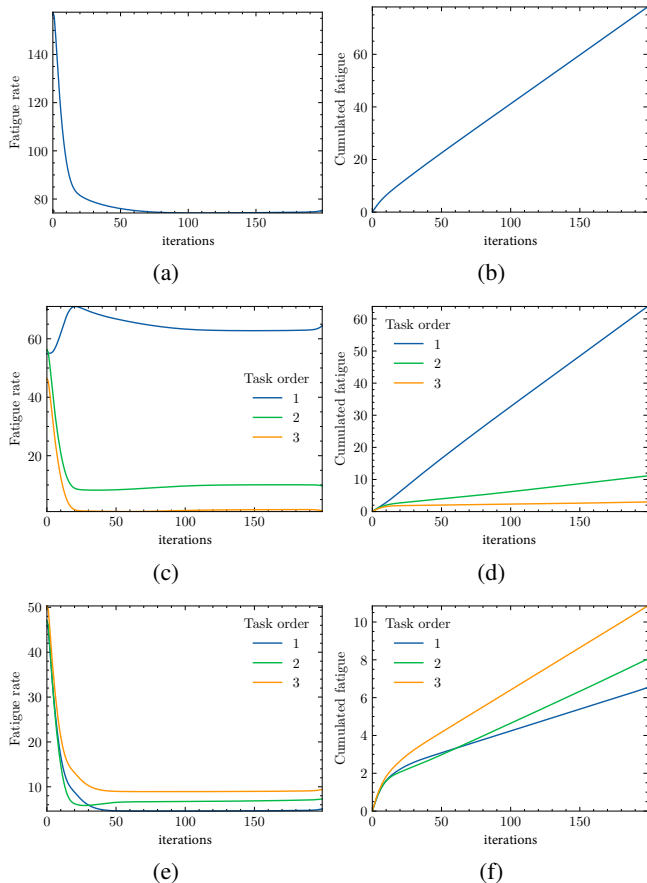 Fatigue rate
140
120
100
80
0 50 100 150
iterations
(a)
Cumulated fatigue
80
60
40
20
0
0 50 100 150
iterations
(b)
Fatigue rate
60
40
20
0 50 100 150
Task order
1
2
3
iterations
(c)
Cumulated fatigue
60
50
40
30
20
10
0
0 50 100 150
Task order
1
2
3
iterations
(d)
Fatigue rate
50
40
30
20
10
0 50 100 150
Task order
1
2
3
iterations
(e)
Cumulated fatigue
10
8
6
4
2
0
0 50 100 150
Task order
1
2
3
iterations
(f)